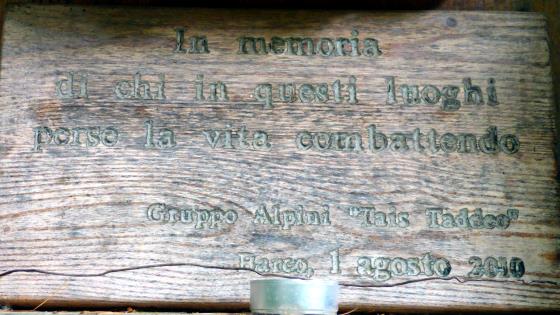 In memoria
di chi in questi luoghi
perse la vita combattendo
Gruppo Alpini "Tais Taddeo"
Barco, 1 agosto 2010